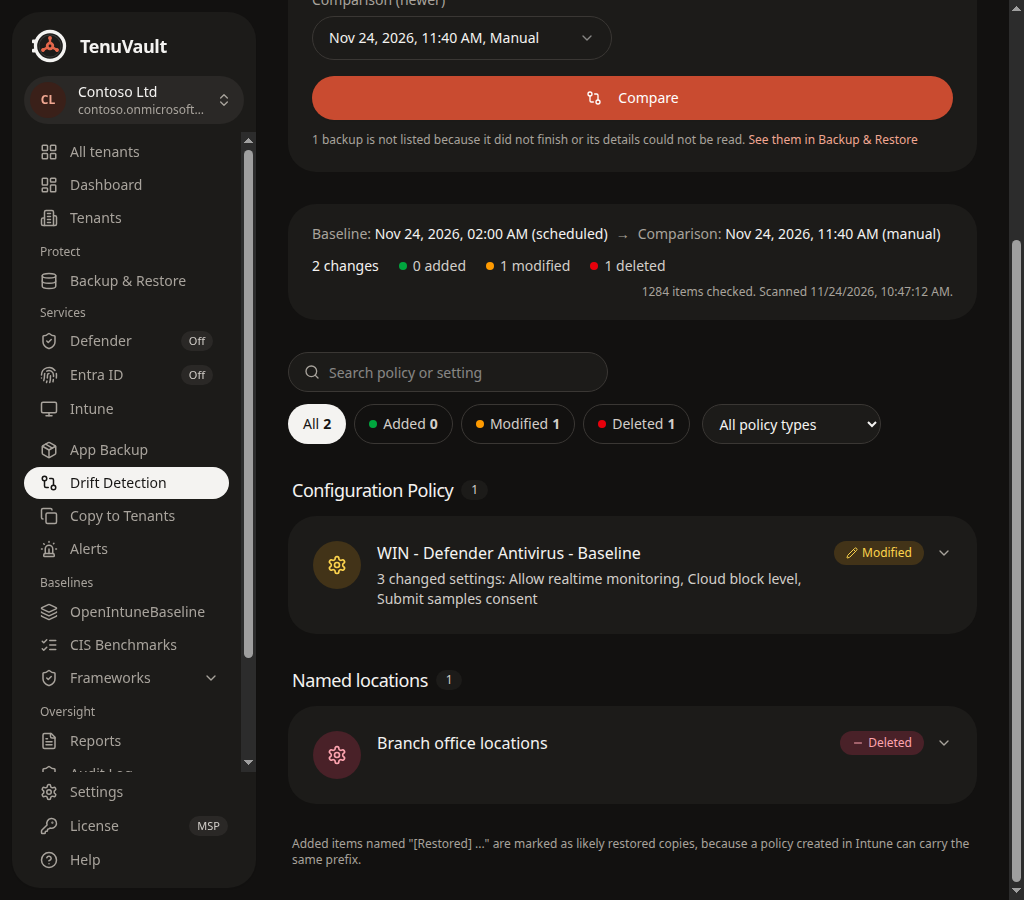 TenuVault
CL
Contoso Ltd
contoso.onmicrosoft...
All tenants
Dashboard
Tenants
Protect
Backup & Restore
Services
Defender
Off
Entra ID
Off
Intune
App Backup
Drift Detection
Copy to Tenants
Alerts
Baselines
OpenIntuneBaseline
CIS Benchmarks
Frameworks
Oversight
Reports
Audit Log
Settings
License
MSP
Help
Comparison (newer)
Nov 24, 2026, 11:40 AM, Manual
Compare
1 backup is not listed because it did not finish or its details could not be read. See them in Backup & Restore
Baseline: Nov 24, 2026, 02:00 AM (scheduled) → Comparison: Nov 24, 2026, 11:40 AM (manual)
2 changes 0 added 1 modified 1 deleted
1284 items checked. Scanned 11/24/2026, 10:47:12 AM.
Search policy or setting
All 2 Added 0 Modified 1 Deleted 1 All policy types
Configuration Policy 1
WIN - Defender Antivirus - Baseline
Modified
3 changed settings: Allow realtime monitoring, Cloud block level,
Submit samples consent
Named locations 1
Branch office locations
Deleted
Added items named "[Restored] ..." are marked as likely restored copies, because a policy created in Intune can carry the
same prefix.